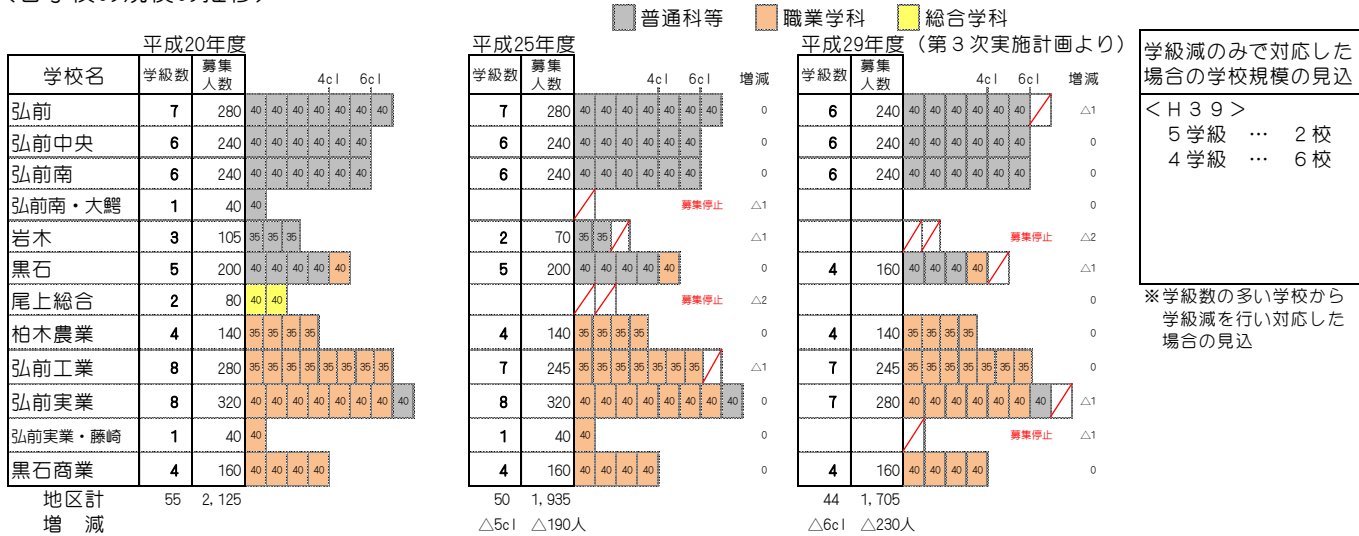 普通科等 職業学科 総合学科
平成20年度 平成25年度 平成29年度（第３次実施計画より）
学校名 学級数 募集人数 4cl 6cl 学級数 募集人数 4cl 6cl 増減 学級数 募集人数 4cl 6cl 増減
弘前 7 280 40 40 40 40 40 40 40 7 280 40 40 40 40 40 40 40 0 6 240 40 40 40 40 40 40 △1
弘前中央 6 240 40 40 40 40 40 40 6 240 40 40 40 40 40 40 0 6 240 40 40 40 40 40 40 0
弘前南 6 240 40 40 40 40 40 40 6 240 40 40 40 40 40 40 0 6 240 40 40 40 40 40 40 0
弘前南・大鰐 1 40 40 募集停止 △1 0
岩木 3 105 35 35 35 2 70 35 35 △1 募集停止 △2
黒石 5 200 40 40 40 40 40 5 200 40 40 40 40 40 0 4 160 40 40 40 40 △1
尾上総合 2 80 40 40 募集停止 △2 0
柏木農業 4 140 35 35 35 35 4 140 35 35 35 35 0 4 140 35 35 35 35 0
弘前工業 8 280 35 35 35 35 35 35 35 35 7 245 35 35 35 35 35 35 35 △1 7 245 35 35 35 35 35 35 35 0
弘前実業 8 320 40 40 40 40 40 40 40 40 8 320 40 40 40 40 40 40 40 40 0 7 280 40 40 40 40 40 40 40 △1
弘前実業・藤崎 1 40 40 1 40 40 0 募集停止 △1
黒石商業 4 160 40 40 40 40 4 160 40 40 40 40 0 4 160 40 40 40 40 0
地区計 55 2,125 50 1,935 44 1,705
増 減 △5cl △190人 △6cl △230人
学級減のみで対応した
場合の学校規模の見込
＜Ｈ３９＞
５学級 … ２校
４学級 … ６校
※学級数の多い学校から
学級減を行い対応した
場合の見込